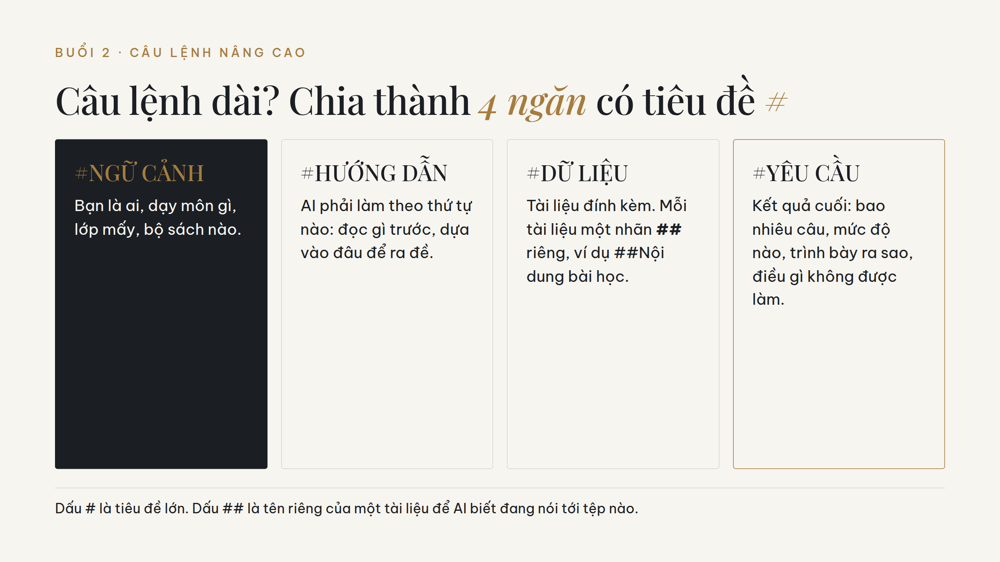 BUỔI 2 · CÂU LỆNH NÂNG CAO
Câu lệnh dài? Chia thành 4 ngăn có tiêu đề #
#NGỮ CẢNH
Bạn là ai, dạy môn gì,
lớp mấy, bộ sách nào.
#HƯỚNG DẪN
AI phải làm theo thứ tự
nào: đọc gì trước, dựa
vào đâu để ra đề.
#DỮ LIỆU
Tài liệu đính kèm. Mỗi
tài liệu một nhãn ##
riêng, ví dụ ##Nội
dung bài học.
#YÊU CẦU
Kết quả cuối: bao
nhiêu câu, mức độ
nào, trình bày ra sao,
điều gì không được
làm.
Dấu # là tiêu đề lớn. Dấu ## là tên riêng của một tài liệu để AI biết đang nói tới tệp nào.